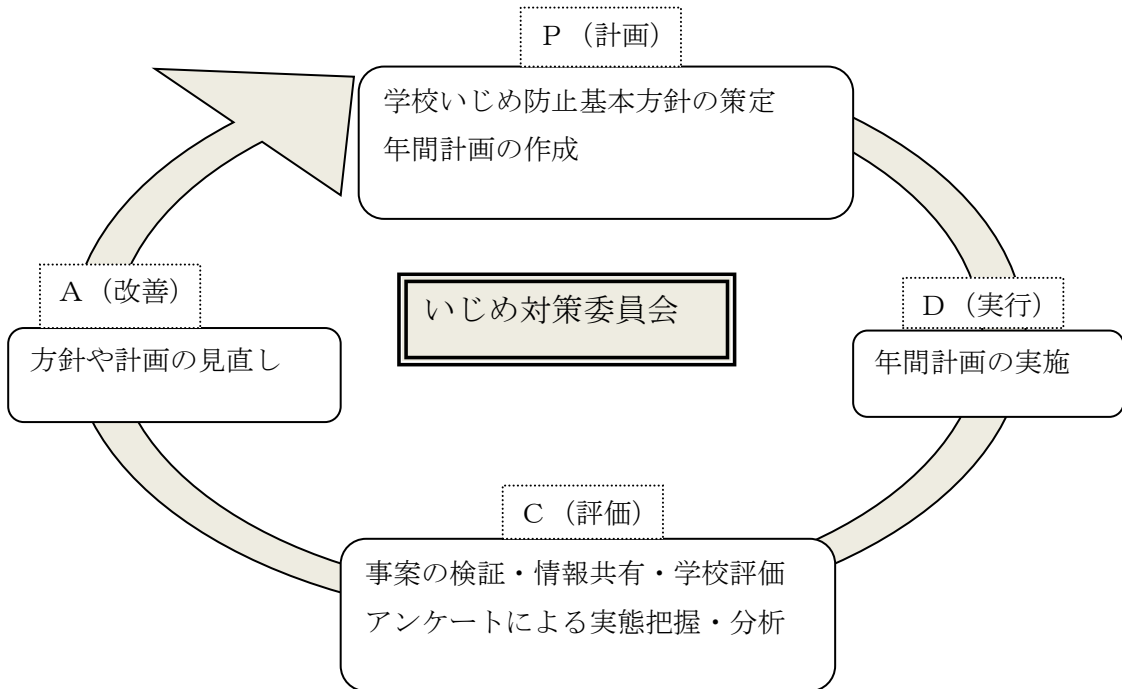 P（計画）
学校いじめ防止基本方針の策定
年間計画の作成
A（改善）
方針や計画の見直し
いじめ対策委員会
D（実行）
年間計画の実施
C（評価）
事案の検証・情報共有・学校評価
アンケートによる実態把握・分析